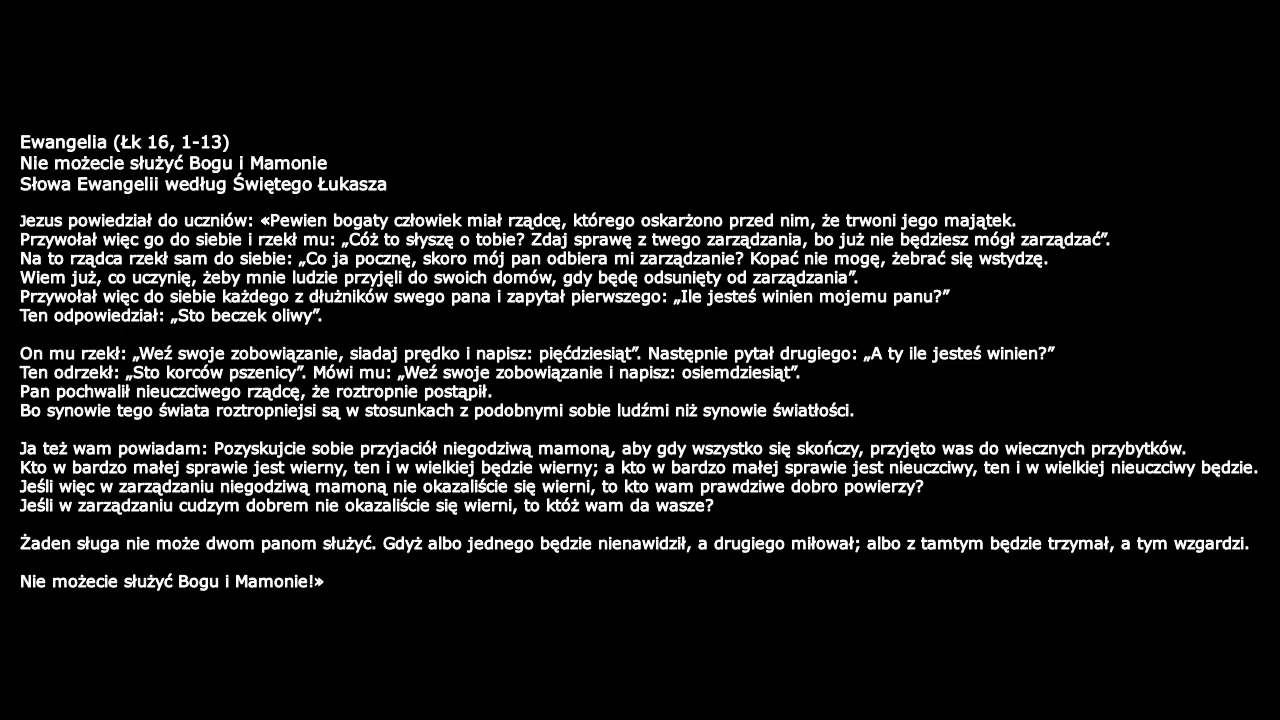 Ewangelia (Łk 16, 1-13)
Nie możecie służyć Bogu i Mamonie
Słowa Ewangelii według Świętego Łukasza
Jezus powiedział do uczniów: «Pewien bogaty człowiek miał rządcę, którego oskarżono przed nim, że trwoni jego majątek.
Przywołał więc go do siebie i rzekł mu: „Cóż to słyszę o tobie? Zdaj sprawę z twego zarządzania, bo już nie będziesz mógł zarządzać”.
Na to rządca rzekł sam do siebie: „Co ja pocznę, skoro mój pan odbiera mi zarządzanie? Kopać nie mogę, żebrać się wstydzę.
Wiem już, co uczynię, żeby mnie ludzie przyjęli do swoich domów, gdy będę odsunięty od zarządzania”.
Przywołał więc do siebie każdego z dłużników swego pana i zapytał pierwszego: „Ile jesteś winien mojemu panu?”
Ten odpowiedział: „Sto beczek oliwy”.
On mu rzekł: „Weź swoje zobowiązanie, siadaj prędko i napisz: pięćdziesiąt”. Następnie pytał drugiego: „A ty ile jesteś winien?”
Ten odrzekł: „Sto korców pszenicy”. Mówi mu: „Weź swoje zobowiązanie i napisz: osiemdziesiąt”.
Pan pochwalił nieuczciwego rządcę, że roztropnie postąpił.
Bo synowie tego świata roztropniejsi są w stosunkach z podobnymi sobie ludźmi niż synowie światłości.
Ja też wam powiadam: Pozyskujcie sobie przyjaciół niegodziwą mamoną, aby gdy wszystko się skończy, przyjęto was do wiecznych przybytków.
Kto w bardzo małej sprawie jest wierny, ten i w wielkiej będzie wierny; a kto w bardzo małej sprawie jest nieuczciwy, ten i w wielkiej nieuczciwy będzie.
Jeśli więc w zarządzaniu niegodziwą mamoną nie okazaliście się wierni, to kto wam prawdziwe dobro powierzy?
Jeśli w zarządzaniu cudzym dobrem nie okazaliście się wierni, to któż wam da wasze?
Żaden sługa nie może dwom panom służyć. Gdyż albo jednego będzie nienawidził, a drugiego miłował; albo z tamtym będzie trzymał, a tym wzgardzi.
Nie możecie służyć Bogu i Mamonie!»